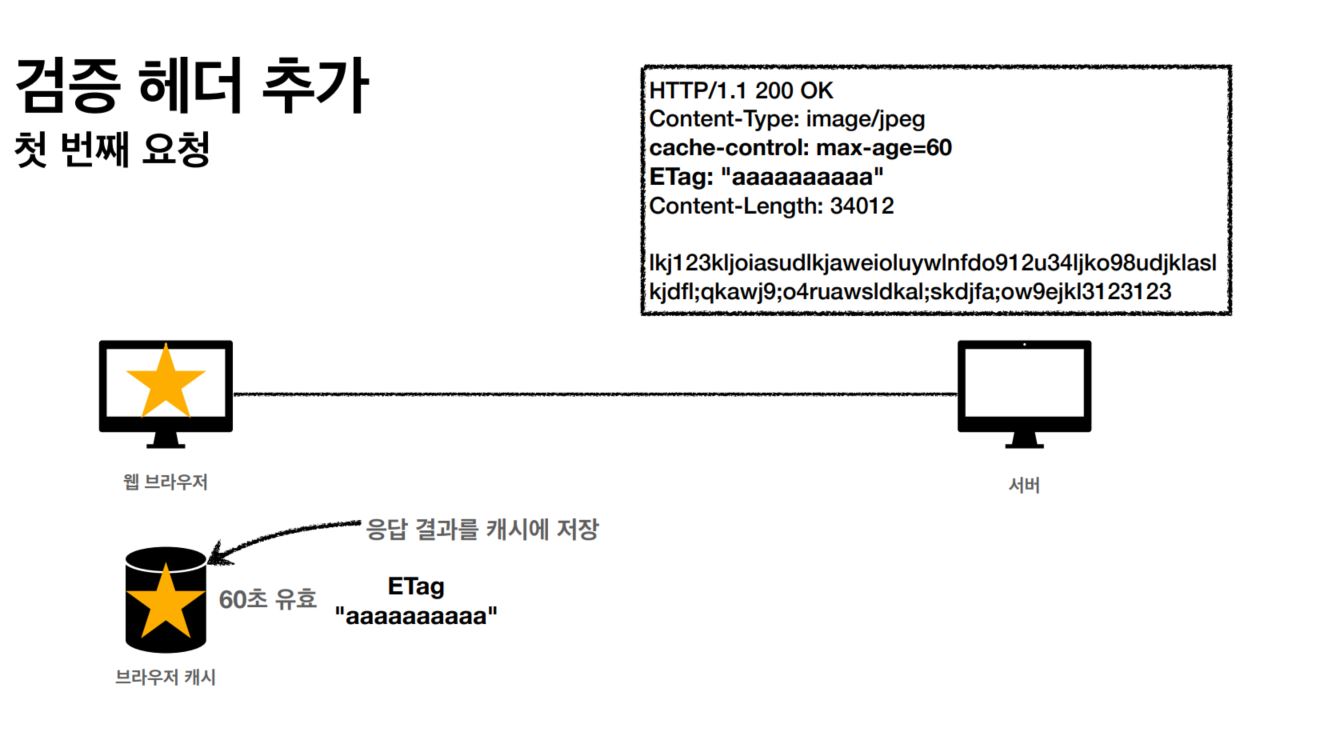 검증 헤더 추가
첫 번째 요청
HTTP/1.1 200 OK
Content-Type: image/jpeg
cache-control: max-age=60
ETag: "aaaaaaaaaa"
Content-Length: 34012
lkj123kljoiasudlkjaweioluywlnfdo912u34ljko98udjklasl
kjdfl;qkawj9;o4ruawsldkal;skdjfa;ow9ejkl3123123
웹 브라우저
서버
응답 결과를 캐시에 저장
60초 유효
ETag
"aaaaaaaaaa"
브라우저 캐시